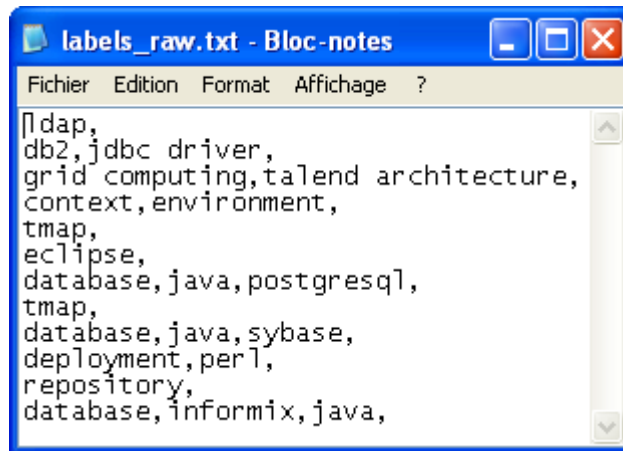 labels_raw.txt - Bloc-notes
Fichier Edition Format Affichage ?
ldap,
db2,jdbc driver,
grid computing,talend architecture,
context,environment,
tmap,
eclipse,
database,java,postgresql,
tmap,
database,java,sybase,
deployment,perl,
repository,
database,informix,java,